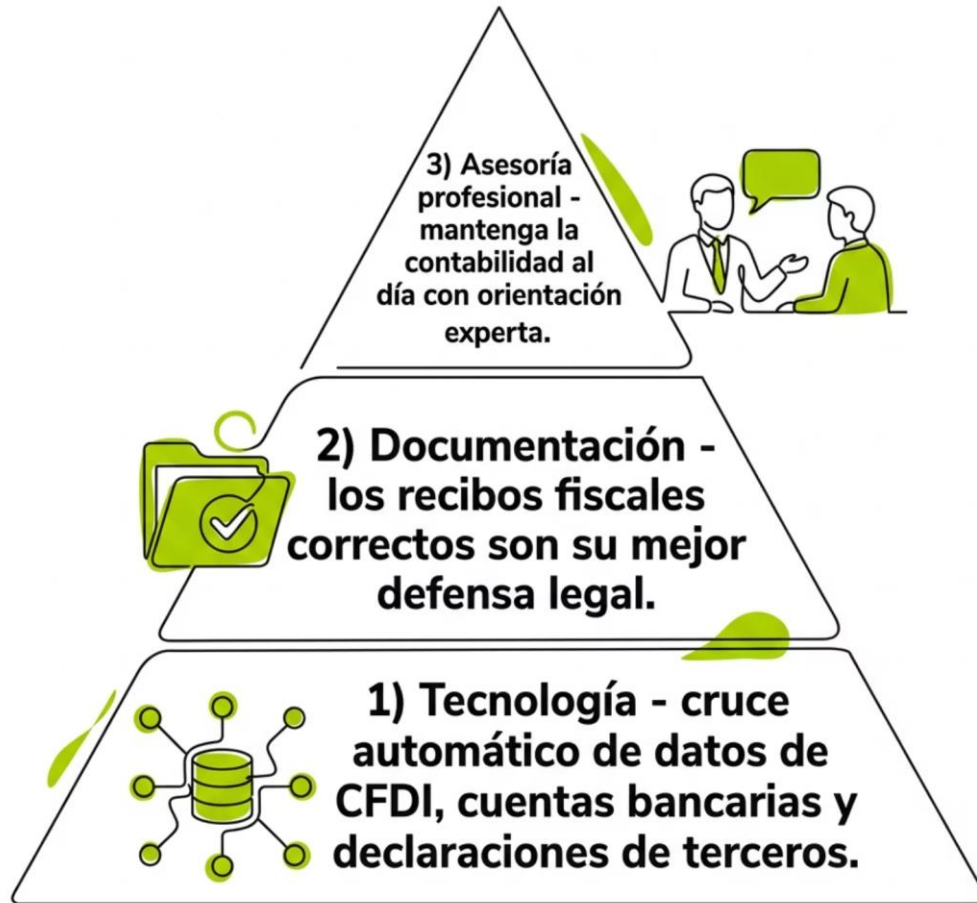 3) Asesoría
profesional -
mantenga la
contabilidad al
día con orientación
experta.
2) Documentación -
los recibos fiscales
correctos son su mejor
defensa legal.
1) Tecnología - cruce
automático de datos de
CFDI, cuentas bancarias y
declaraciones de terceros.